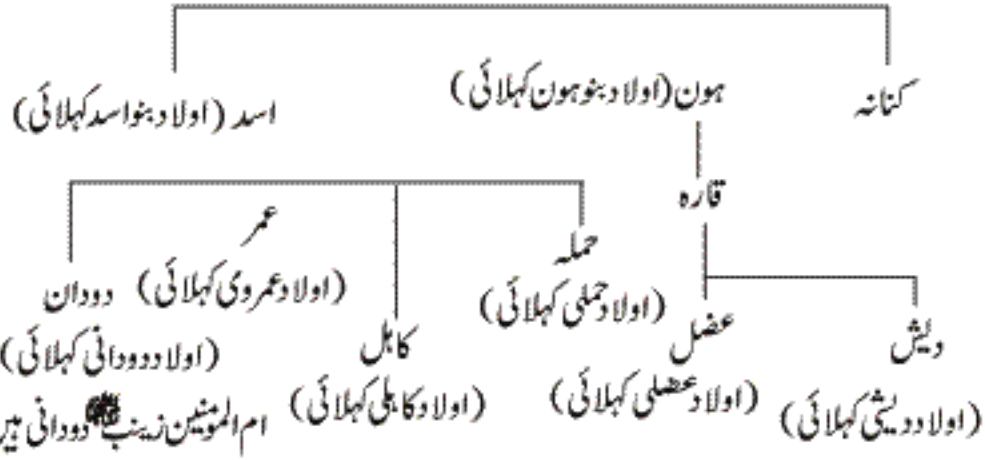 کنانہ
ہون (اولاد بنو ہون کہلائی)
اسد (اولاد بنو اسد کہلائی)
قارہ
دیش
(اولاد دیشی کہلائی)
عضل
(اولاد عضلی کہلائی)
حملہ
(اولاد حملی کہلائی)
کاہل
(اولاد کاہلی کہلائی)
عمر
(اولاد عمروی کہلائی)
دودان
(اولاد دودانی کہلائی)
ام المومنین زینب دودانی ہیں